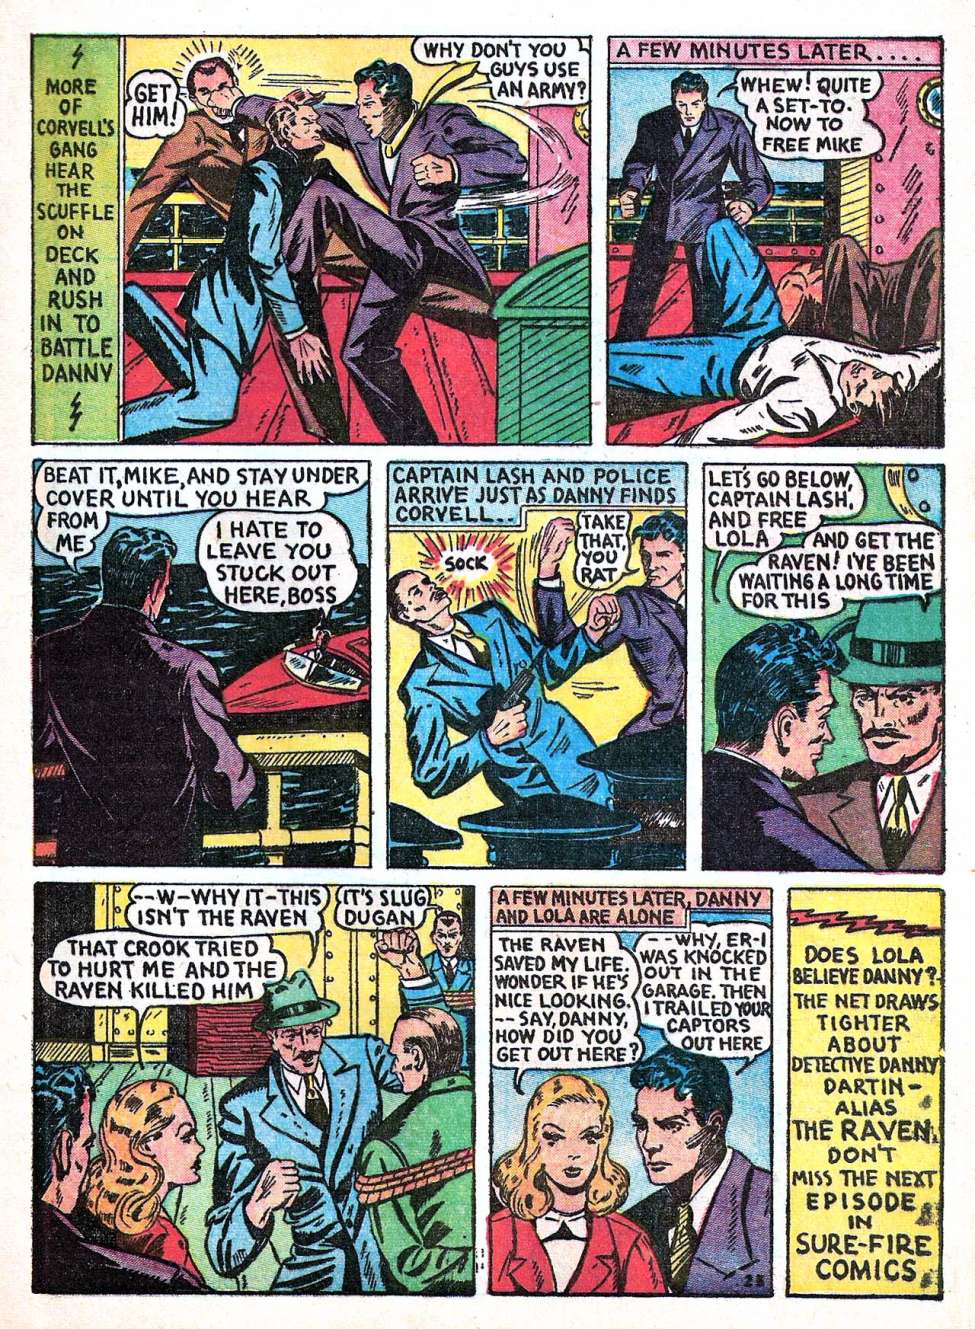 MORE
OF
CORYELL'S
GANG
HEAR
THE
SCUFFLE
ON
DECK
AND
RUSH
IN TO
BATTLE
DANNY
GET
HIM!
WHY DON'T YOU
GUYS USE
AN ARMY?
A FEW MINUTES LATER....
WHEW! QUITE
A SET-TO.
NOW TO
FREE MIKE
BEAT IT, MIKE, AND STAY UNDER
COVER UNTIL YOU HEAR
FROM
ME
I HATE TO
LEAVE YOU
STUCK OUT
HERE, BOSS
CAPTAIN LASH AND POLICE
ARRIVE JUST AS DANNY FINDS
CORYELL..
SOCK
TAKE
THAT,
YOU
RAT
LET'S GO BELOW,
CAPTAIN LASH,
AND FREE
LOLA
AND GET THE
RAVEN! I'VE BEEN
WAITING A LONG TIME
FOR THIS
--W-WHY IT-THIS
ISN'T THE RAVEN
IT'S SLUG
DUGAN
THAT CROOK TRIED
TO HURT ME AND THE
RAVEN KILLED HIM
A FEW MINUTES LATER, DANNY
AND LOLA ARE ALONE
THE RAVEN
SAVED MY LIFE.
WONDER IF HE'S
NICE LOOKING.
--SAY, DANNY,
HOW DID YOU
GET OUT HERE?
--WHY, ER-I
WAS KNOCKED
OUT IN THE
GARAGE. THEN
I TRAILED YOUR
CAPTORS
OUT HERE
23
DOES LOLA
BELIEVE DANNY?
THE NET DRAWS
TIGHTER
ABOUT
DETECTIVE DANNY
DARTIN-
ALIAS
THE RAVEN.
DON'T
MISS THE NEXT
EPISODE
IN
SURE-FIRE
COMICS